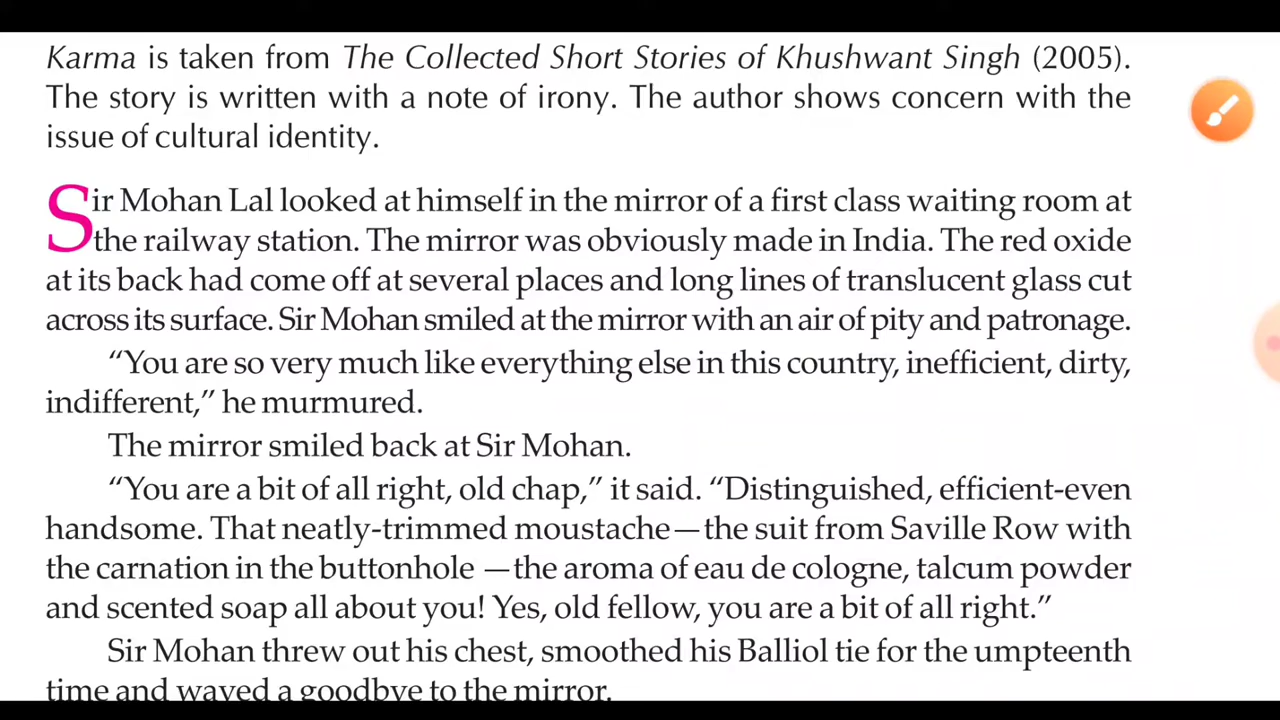 Karma is taken from The Collected Short Stories of Khushwant Singh (2005).
The story is written with a note of irony. The author shows concern with the
issue of cultural identity.
Sir Mohan Lal looked at himself in the mirror of a first class waiting room at
the railway station. The mirror was obviously made in India. The red oxide
at its back had come off at several places and long lines of translucent glass cut
across its surface. Sir Mohan smiled at the mirror with an air of pity and patronage.
“You are so very much like everything else in this country, inefficient, dirty,
indifferent,” he murmured.
The mirror smiled back at Sir Mohan.
“You are a bit of all right, old chap,” it said. “Distinguished, efficient-even
handsome. That neatly-trimmed moustache—the suit from Saville Row with
the carnation in the buttonhole —the aroma of eau de cologne, talcum powder
and scented soap all about you! Yes, old fellow, you are a bit of all right.”
Sir Mohan threw out his chest, smoothed his Balliol tie for the umpteenth
time and waved a goodbye to the mirror.